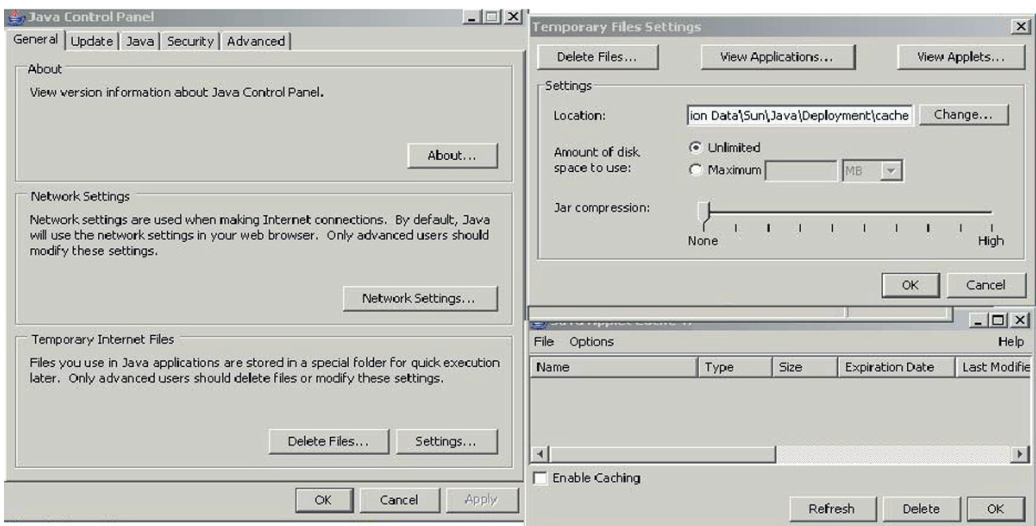 Java Control Panel
General Update Java Security Advanced
About
View version information about Java Control Panel.
About...
Network Settings
Network settings are used when making Internet connections. By default, Java
will use the network settings in your web browser. Only advanced users should
modify these settings.
Network Settings...
Temporary Internet Files
Files you use in Java applications are stored in a special folder for quick execution
later. Only advanced users should delete files or modify these settings.
Delete Files... Settings...
OK Cancel Apply
Temporary Files Settings
Delete Files... View Applications... View Applets...
Settings
Location: ion Data\Sun\Java\Deployment\cache Change...
Amount of disk
space to use:
Unlimited
Maximum MB
Jar compression:
None High
OK Cancel
Java Applet Cache
File Options Help
Name Type Size Expiration Date Last Modifie
Enable Caching
Refresh Delete OK